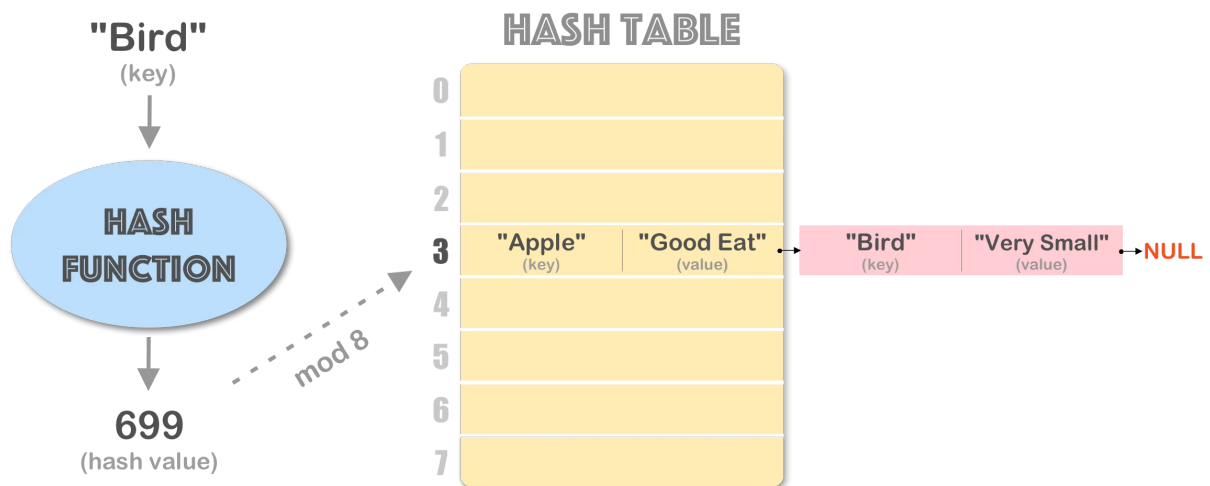 "Bird"
(key)
HASH
FUNCTION
mod 8
699
(hash value)
HASH TABLE
0
1
2
3 "Apple" "Good Eat" "Bird" "Very Small" NULL
(key) (value) (key) (value)
4
5
6
7